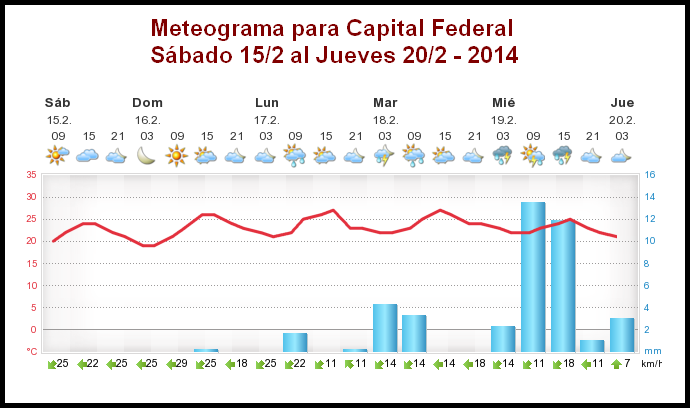 Meteograma para Capital Federal
Sábado 15/2 al Jueves 20/2 - 2014
Sáb Dom Lun Mar Mié Jue
15.2. 16.2. 17.2. 18.2. 19.2. 20.2.
09 15 21 03 09 15 21 03 09 15 21 03 09 15 21 03 09 15 21 03
35 16
30 14
25 12
20 10
15 8
10 6
5 4
0 2
°C mm
25 22 25 25 29 25 18 25 22 11 11 14 14 14 18 14 11 18 11 7 km/h